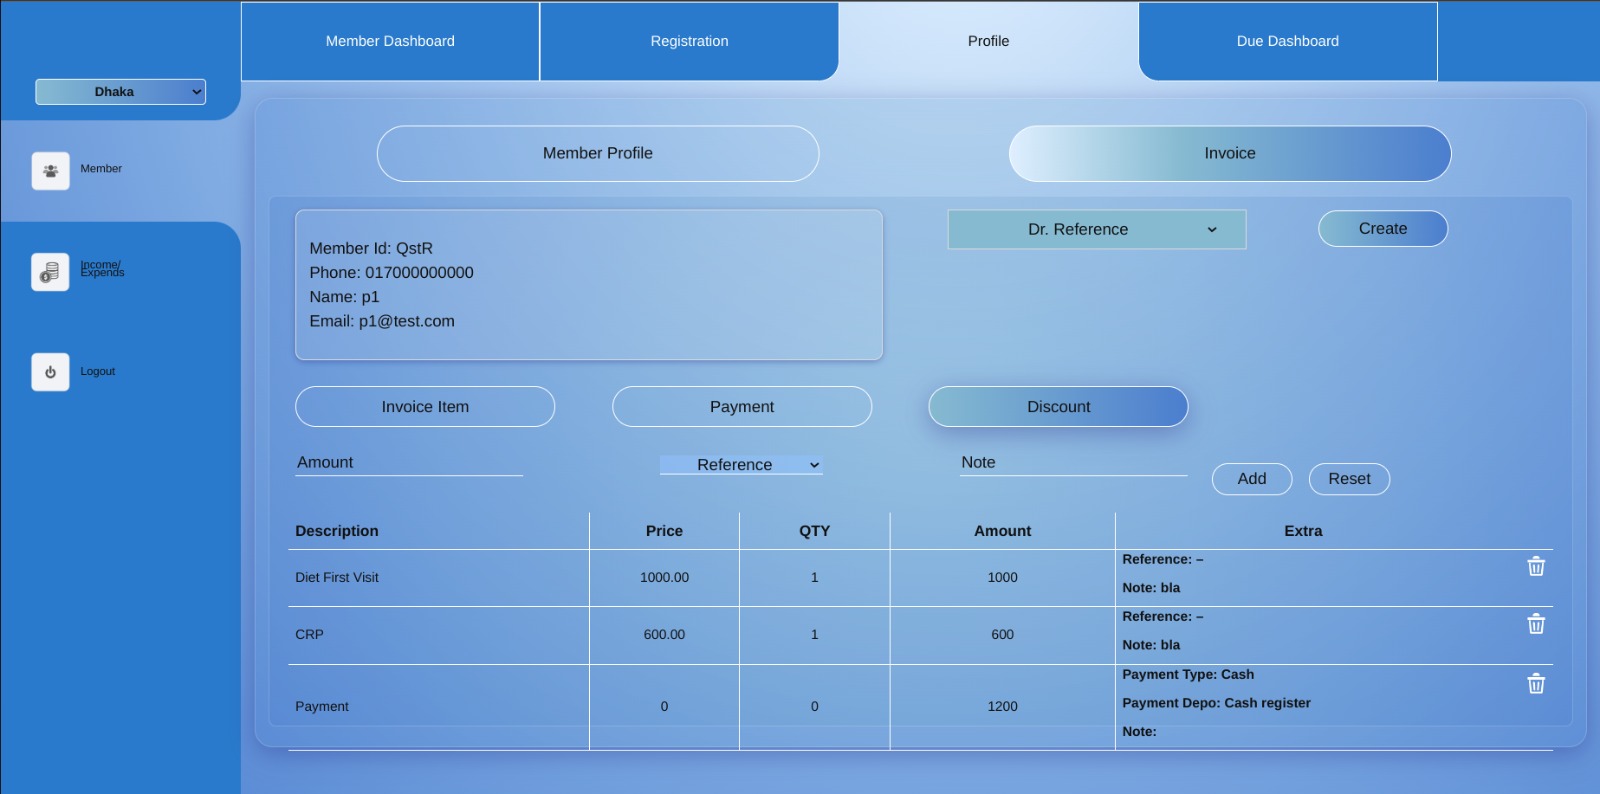 Member Dashboard
Registration
Profile
Due Dashboard
Dhaka
Member
Income/
Expends
Logout
Member Profile
Invoice
Member Id: QstR
Phone: 017000000000
Name: p1
Email: p1@test.com
Dr. Reference
Create
Invoice Item
Payment
Discount
Amount
Reference
Note
Add
Reset
Description Price QTY Amount Extra
Diet First Visit 1000.00 1 1000
Reference: –
Note: bla
CRP 600.00 1 600
Reference: –
Note: bla
Payment 0 0 1200
Payment Type: Cash
Payment Depo: Cash register
Note: